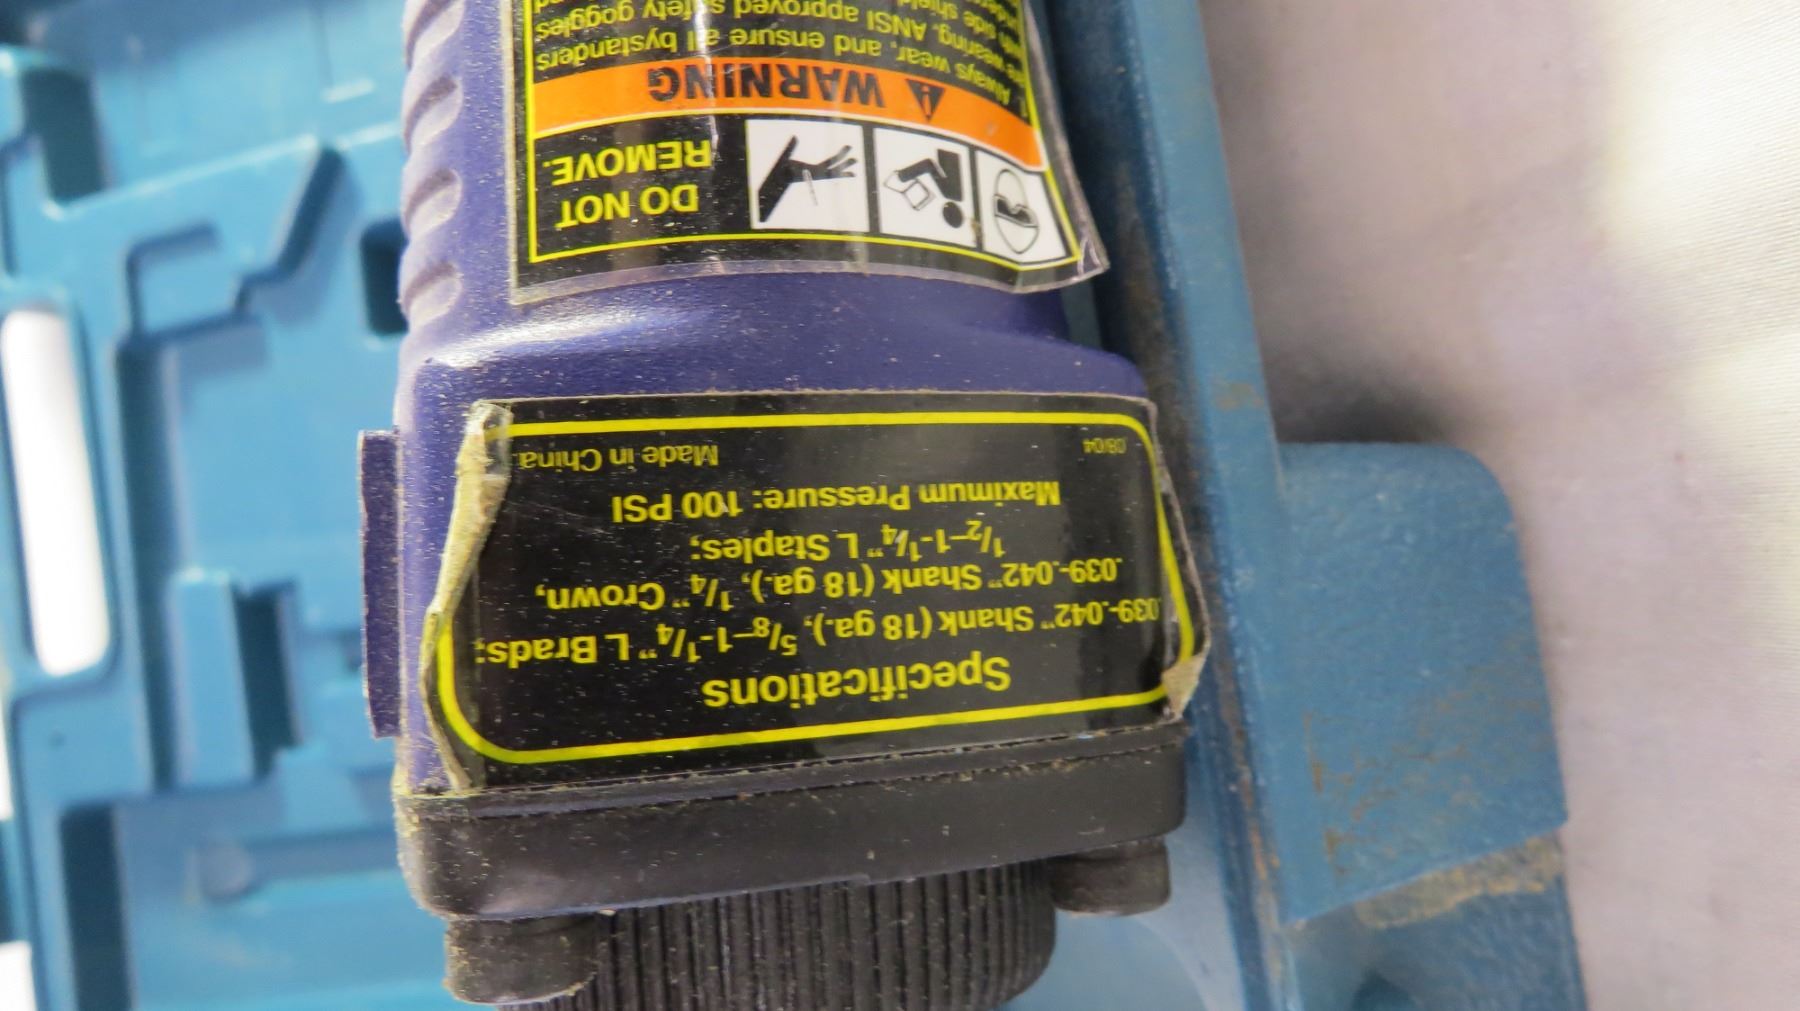 Specifications
.039-.042" Shank (18 ga.), 5/8–1-1/4" L Brads;
.039-.042" Shank (18 ga.), 1/4" Crown,
1/2–1-1/4" L Staples;
Maximum Pressure: 100 PSI
08/04 Made in China.
DO NOT
REMOVE.
WARNING
1. Always wear, and ensure all bystanders
are wearing, ANSI approved safety goggles
with side shield